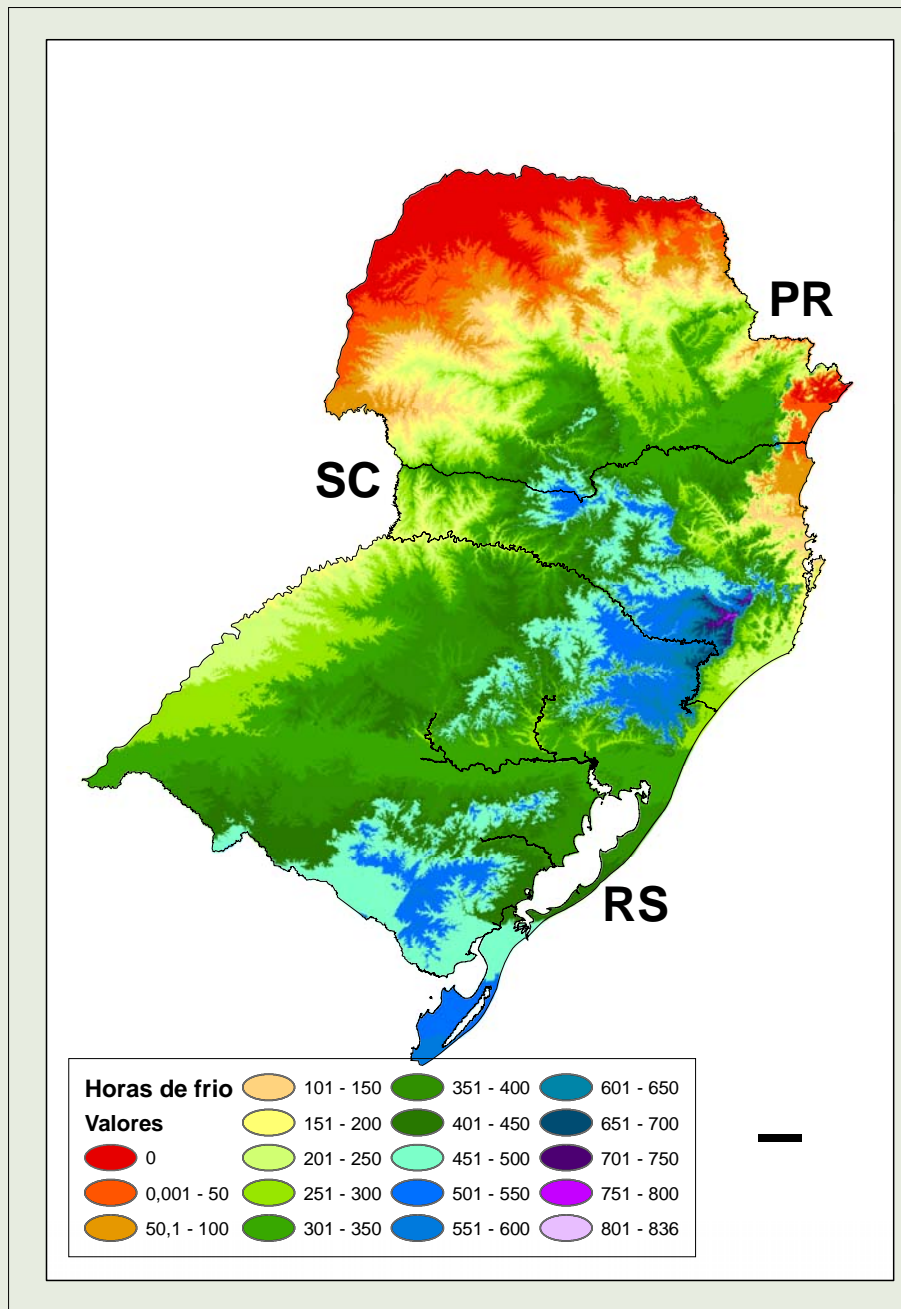 PR
SC
RS
Horas de frio
Valores
0
0,001 - 50
50,1 - 100
101 - 150
151 - 200
201 - 250
251 - 300
301 - 350
351 - 400
401 - 450
451 - 500
501 - 550
551 - 600
601 - 650
651 - 700
701 - 750
751 - 800
801 - 836